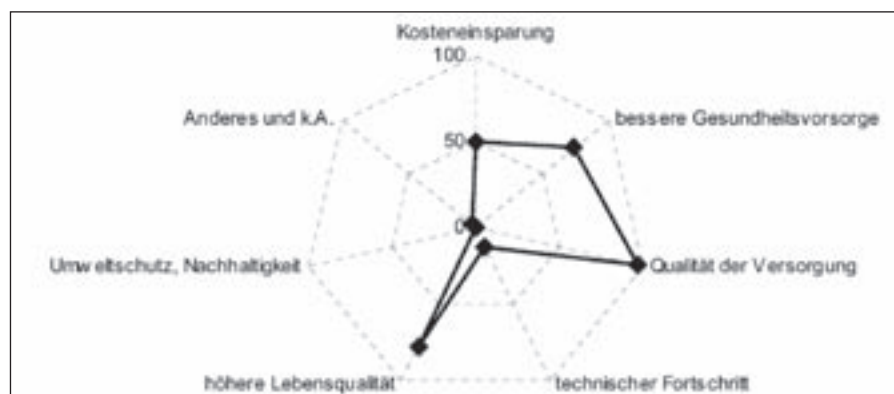 Kosteneinsparung
100
Anderes und k.A.
bessere Gesundheitsvorsorge
50
0
Umweltschutz, Nachhaltigkeit
Qualität der Versorgung
höhere Lebensqualität
technischer Fortschritt